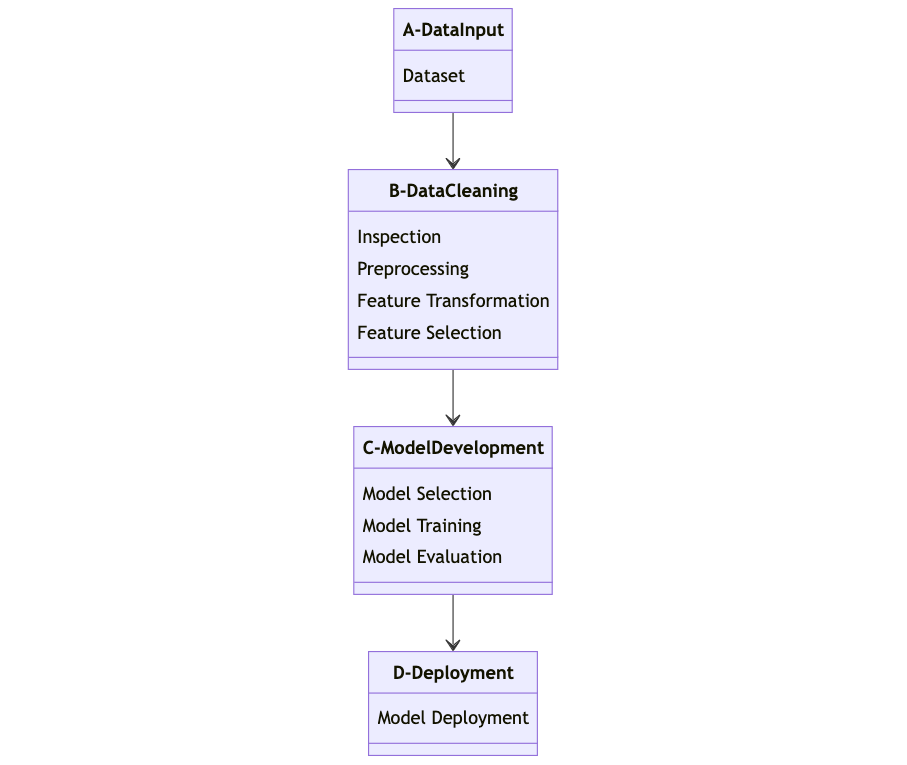 A-DataInput
Dataset
B-DataCleaning
Inspection
Preprocessing
Feature Transformation
Feature Selection
C-ModelDevelopment
Model Selection
Model Training
Model Evaluation
D-Deployment
Model Deployment